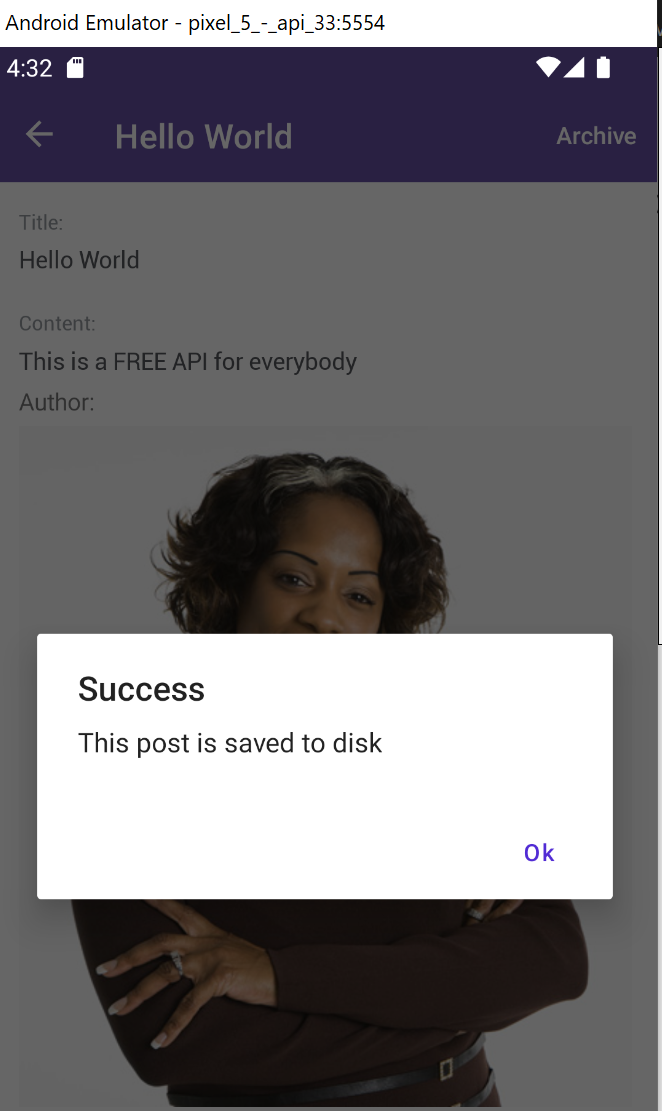 Android Emulator - pixel_5_-_api_33:5554
4:32
Hello World
Archive
Title:
Hello World
Content:
This is a FREE API for everybody
Author:
Success
This post is saved to disk
Ok